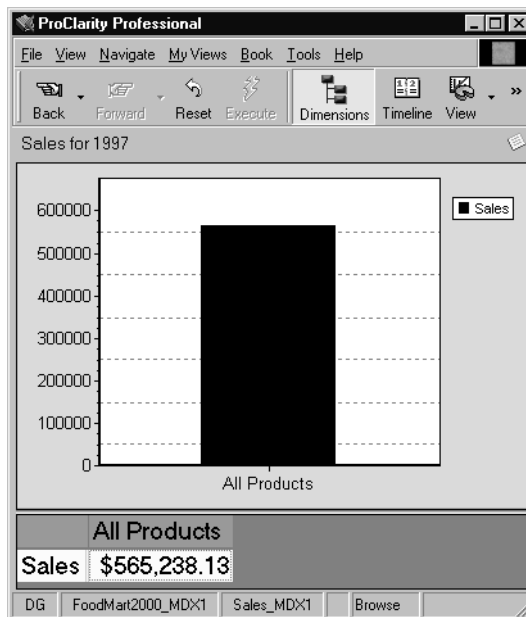 ProClarity Professional
File View Navigate My Views Book Tools Help
Back Forward Reset Execute Dimensions Timeline View »
Sales for 1997
Sales
600000
500000
400000
300000
200000
100000
0
All Products
All Products
Sales $565,238.13
DG FoodMart2000_MDX1 Sales_MDX1 Browse